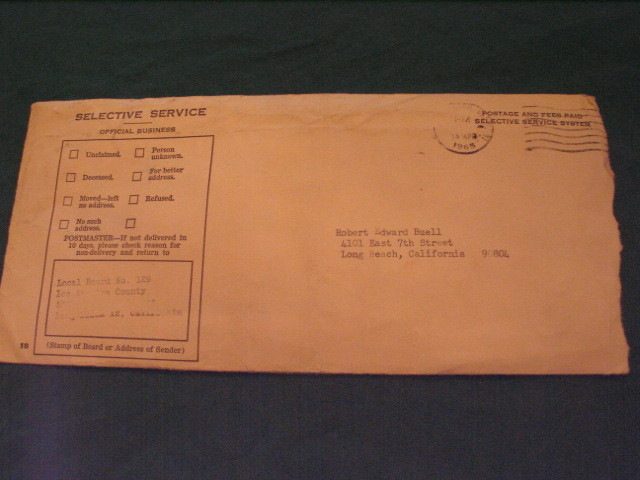 SELECTIVE SERVICE
OFFICIAL BUSINESS
Unclaimed.
Person unknown.
Deceased.
For better address.
Moved—left no address.
Refused.
No such address.
POSTMASTER—If not delivered in
10 days, please check reason for
non-delivery and return to
Local Board No. 129
County
18 (Stamp of Board or Address of Sender)
POSTAGE AND FEES PAID
SELECTIVE SERVICE SYSTEM
1965
Robert Edward Buell
4101 East 7th Street
Long Beach, California 90804